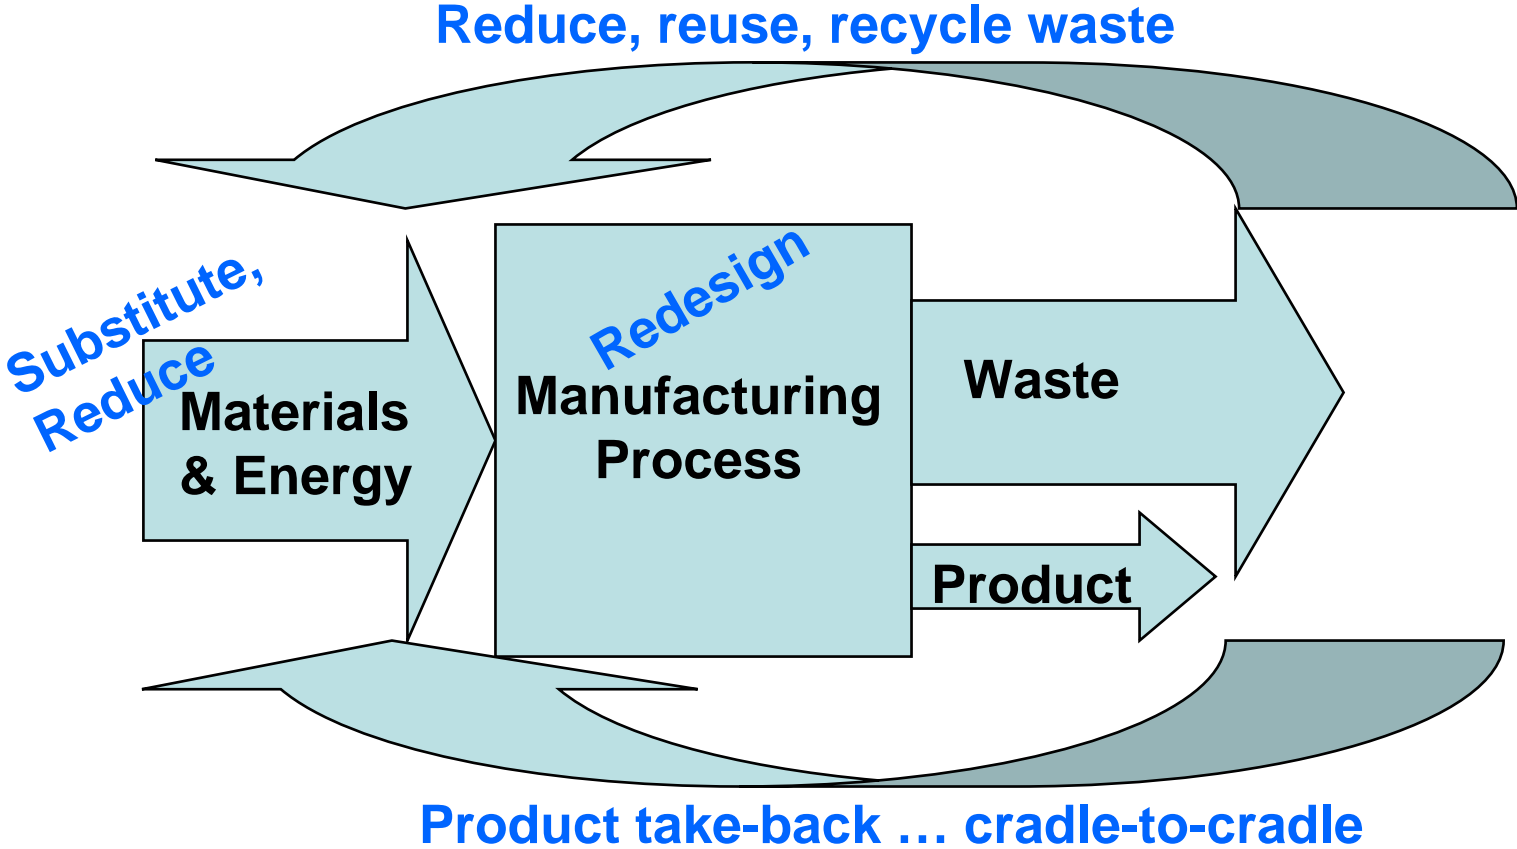 Reduce, reuse, recycle waste
Substitute,
Reduce
Materials
& Energy
Redesign
Manufacturing
Process
Waste
Product
Product take-back … cradle-to-cradle